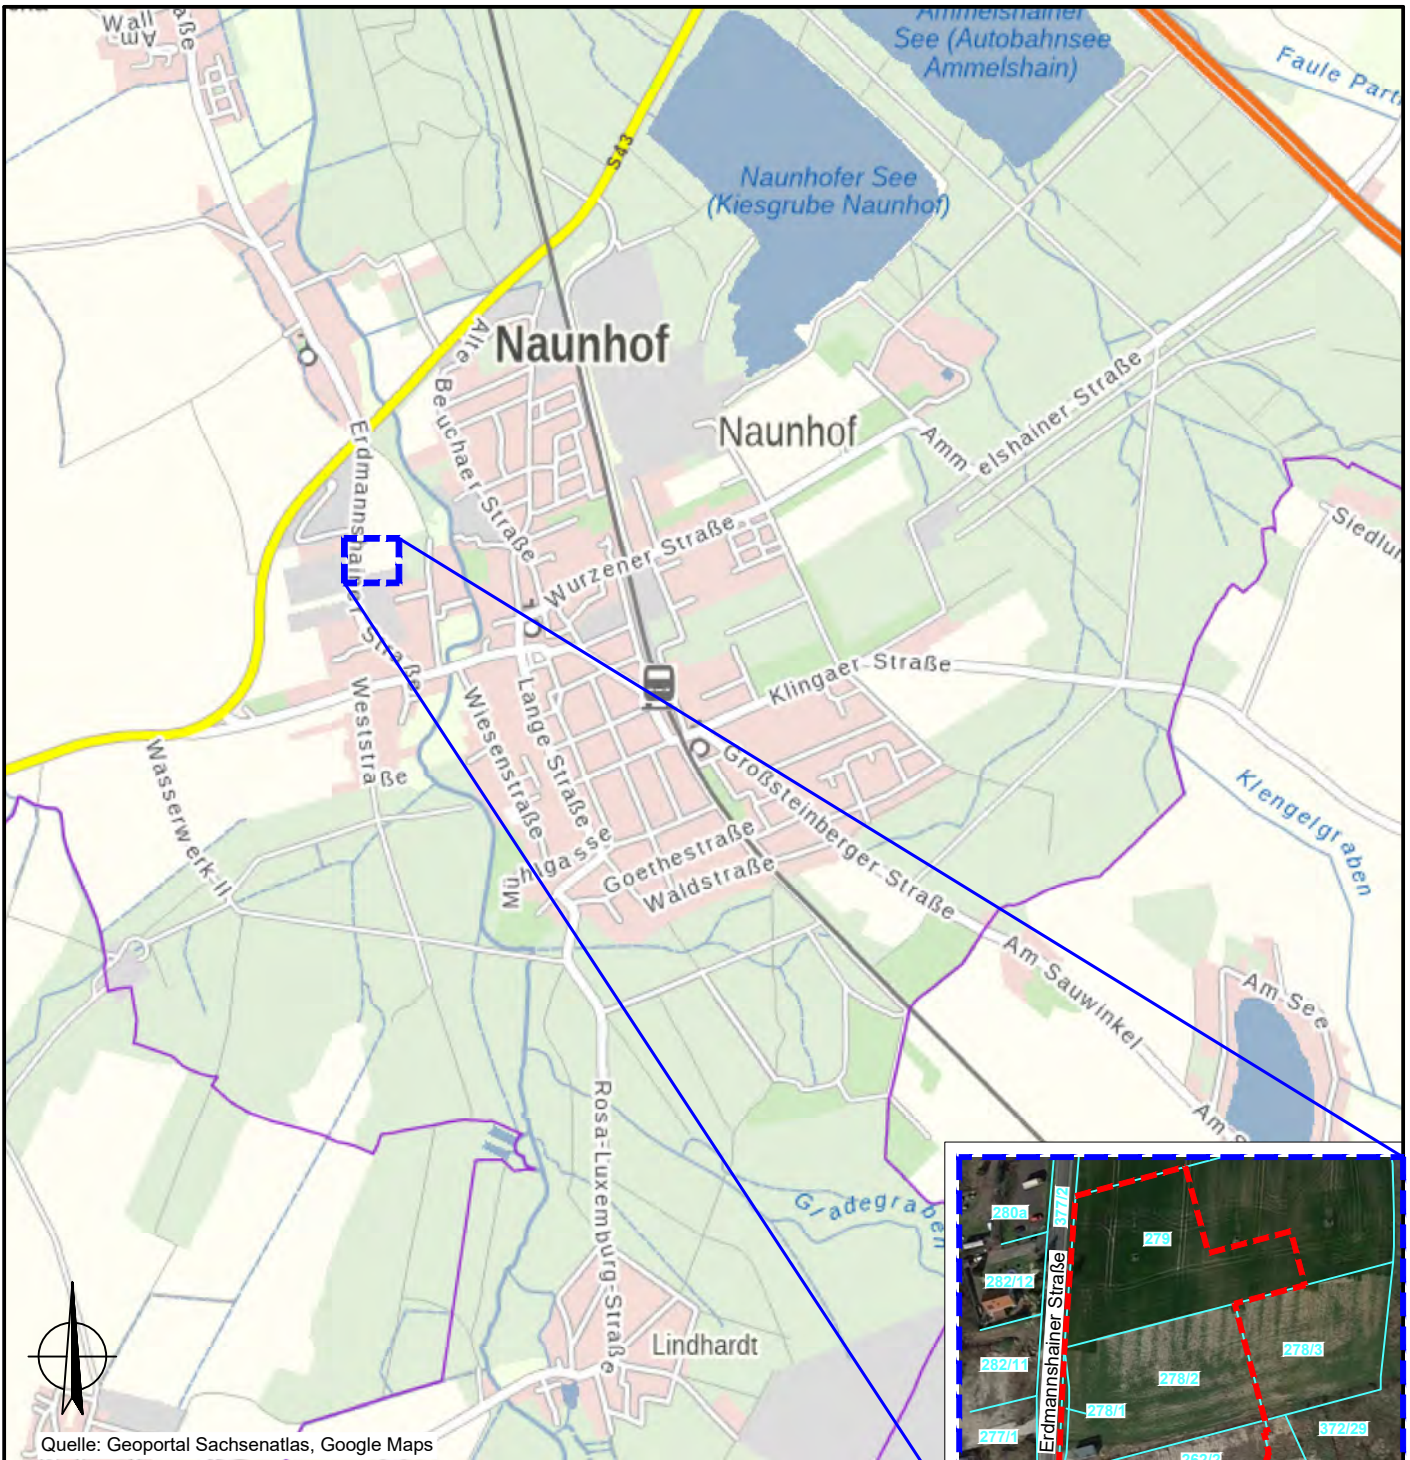 Wall
Am
aße
Ammelshainer
See (Autobahnsee
Ammelshain)
Faule Parth
S43
Naunhofer See
(Kiesgrube Naunhof)
Naunhof
Alte Beuchaer Straße
Naunhof
Ammelshainer Straße
Erdmannshainer Straße
Siedlu
Wurzener Straße
Klingaer Straße
Weststraße
Wiesenstraße
Lange Straße
Wasserwerk II
Großsteinberger Straße
Klengelgraben
Mühlgasse
Goethestraße
Waldstraße
Am Sauwinkel
Am See
Am S
Rosa-Luxemburg-Straße
Gladegraben
Lindhardt
280a
377/2
279
282/12
Erdmannshainer Straße
282/11
278/3
278/2
278/1
277/1
372/29
Quelle: Geoportal Sachsenatlas, Google Maps